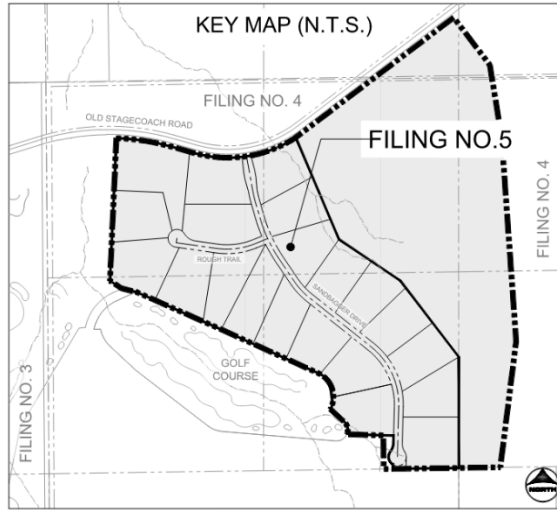 KEY MAP (N.T.S.)
FILING NO. 4
OLD STAGECOACH ROAD
FILING NO.5
FILING NO. 4
ROUGH TRAIL
SANDBAGGER DRIVE
GOLF
COURSE
FILING NO. 3
NORTH